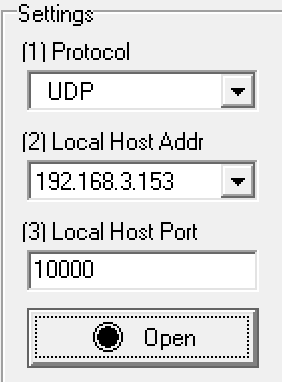 Settings
(1) Protocol
UDP
(2) Local Host Addr
192.168.3.153
(3) Local Host Port
10000
Open